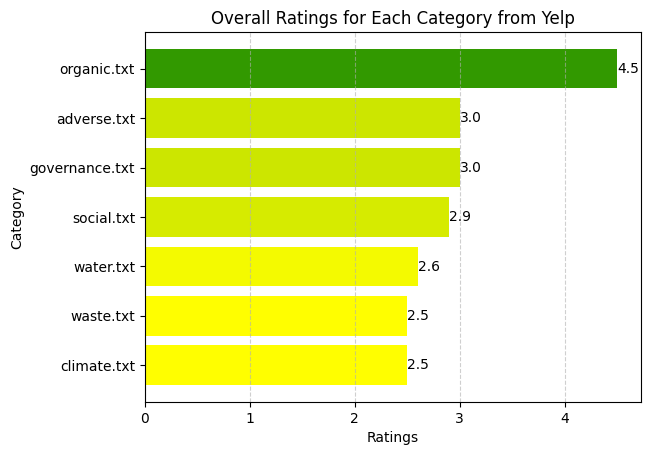 Overall Ratings for Each Category from Yelp
organic.txt 4.5
adverse.txt 3.0
governance.txt 3.0
social.txt 2.9
water.txt 2.6
waste.txt 2.5
climate.txt 2.5
Category
0 1 2 3 4
Ratings